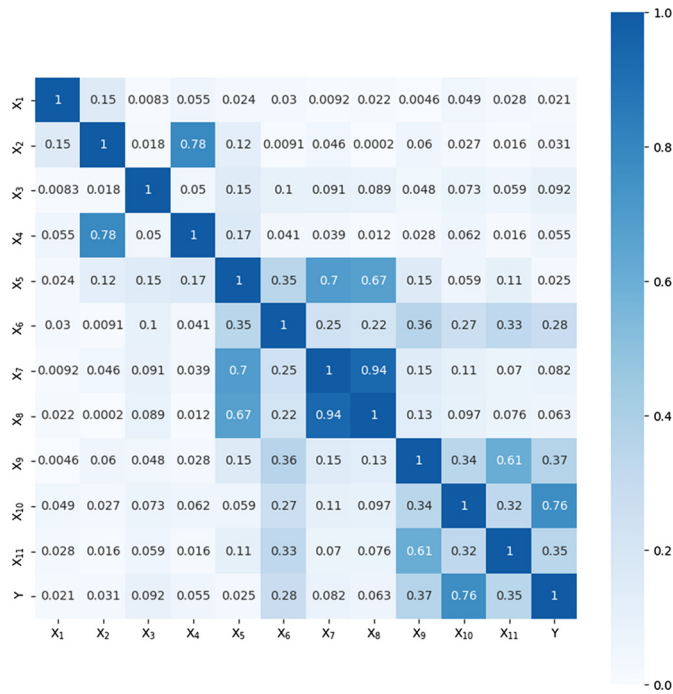 1.0
X₁ 1 0.15 0.0083 0.055 0.024 0.03 0.0092 0.022 0.0046 0.049 0.028 0.021
X₂ 0.15 1 0.018 0.78 0.12 0.0091 0.046 0.0002 0.06 0.027 0.016 0.031
0.8
X₃ 0.0083 0.018 1 0.05 0.15 0.1 0.091 0.089 0.048 0.073 0.059 0.092
X₄ 0.055 0.78 0.05 1 0.17 0.041 0.039 0.012 0.028 0.062 0.016 0.055
X₅ 0.024 0.12 0.15 0.17 1 0.35 0.7 0.67 0.15 0.059 0.11 0.025
0.6
X₆ 0.03 0.0091 0.1 0.041 0.35 1 0.25 0.22 0.36 0.27 0.33 0.28
X₇ 0.0092 0.046 0.091 0.039 0.7 0.25 1 0.94 0.15 0.11 0.07 0.082
X₈ 0.022 0.0002 0.089 0.012 0.67 0.22 0.94 1 0.13 0.097 0.076 0.063
0.4
X₉ 0.0046 0.06 0.048 0.028 0.15 0.36 0.15 0.13 1 0.34 0.61 0.37
X₁₀ 0.049 0.027 0.073 0.062 0.059 0.27 0.11 0.097 0.34 1 0.32 0.76
X₁₁ 0.028 0.016 0.059 0.016 0.11 0.33 0.07 0.076 0.61 0.32 1 0.35
0.2
Y 0.021 0.031 0.092 0.055 0.025 0.28 0.082 0.063 0.37 0.76 0.35 1
X₁ X₂ X₃ X₄ X₅ X₆ X₇ X₈ X₉ X₁₀ X₁₁ Y
0.0